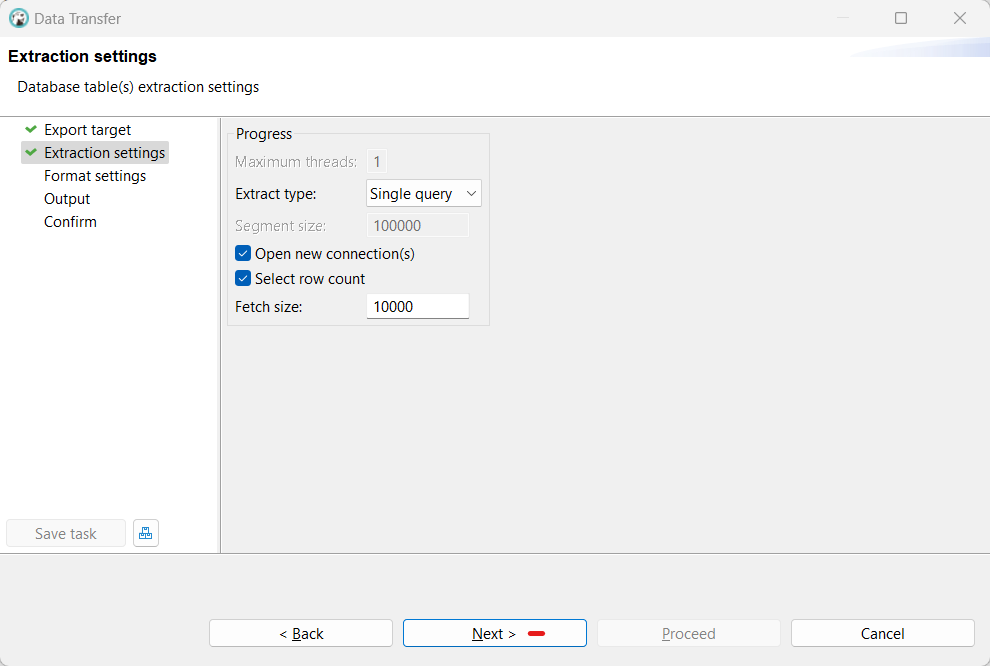 Data Transfer
Extraction settings
Database table(s) extraction settings
Export target
Extraction settings
Format settings
Output
Confirm
Progress
Maximum threads: 1
Extract type: Single query
Segment size: 100000
Open new connection(s)
Select row count
Fetch size: 10000
Save task
< Back
Next >
Proceed
Cancel